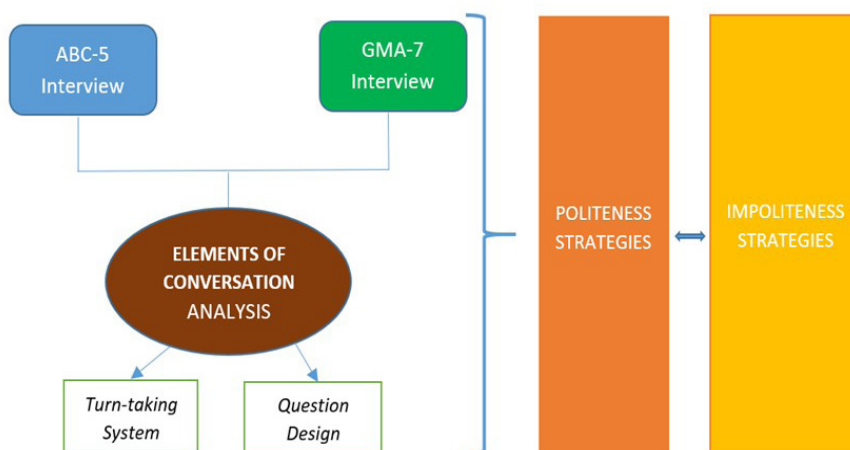 ABC-5
Interview
GMA-7
Interview
ELEMENTS OF
CONVERSATION
ANALYSIS
Turn-taking
System
Question
Design
POLITENESS
STRATEGIES
IMPOLITENESS
STRATEGIES